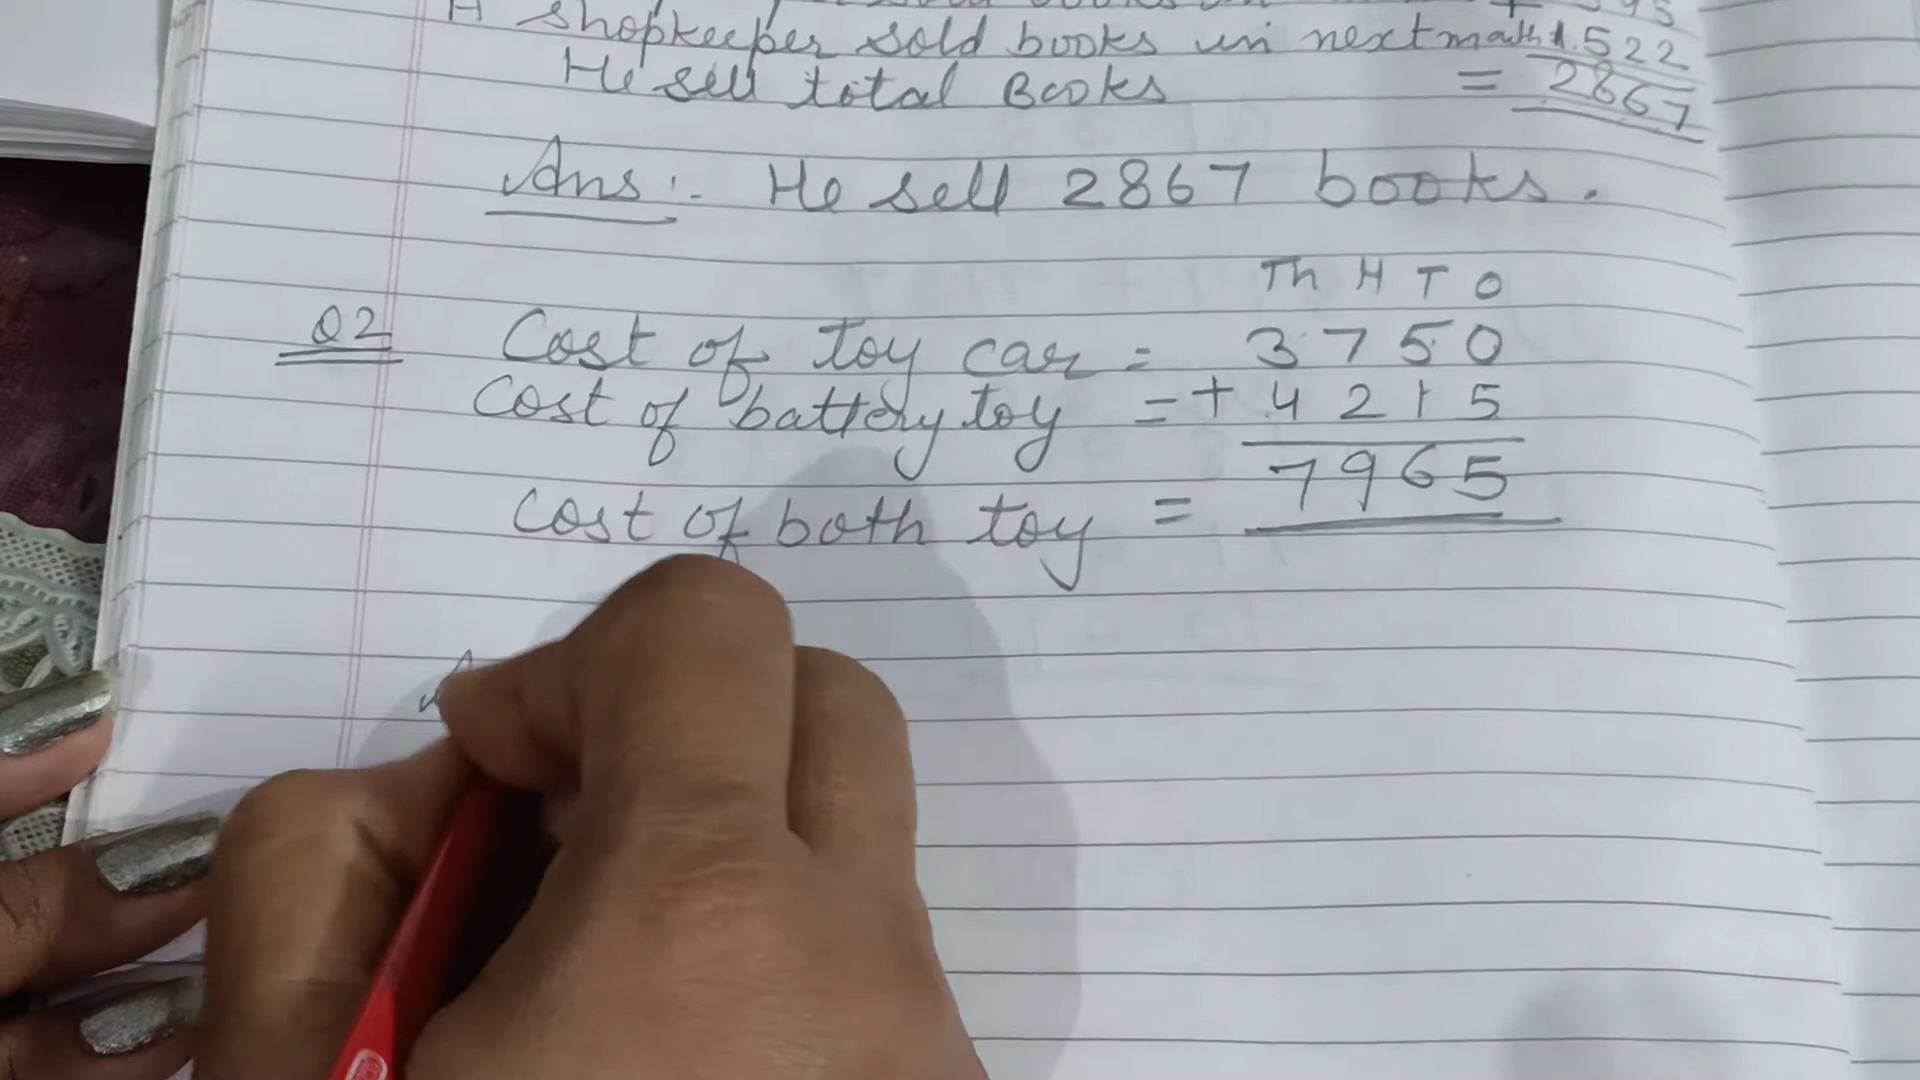 A shopkeeper sold books in next month 1522
He sell total Books = 2867
Ans :- He sell 2867 books.
Th H T O
Q2 Cost of toy car = 3750
Cost of battery toy = + 4215
Cost of both toy = 7965